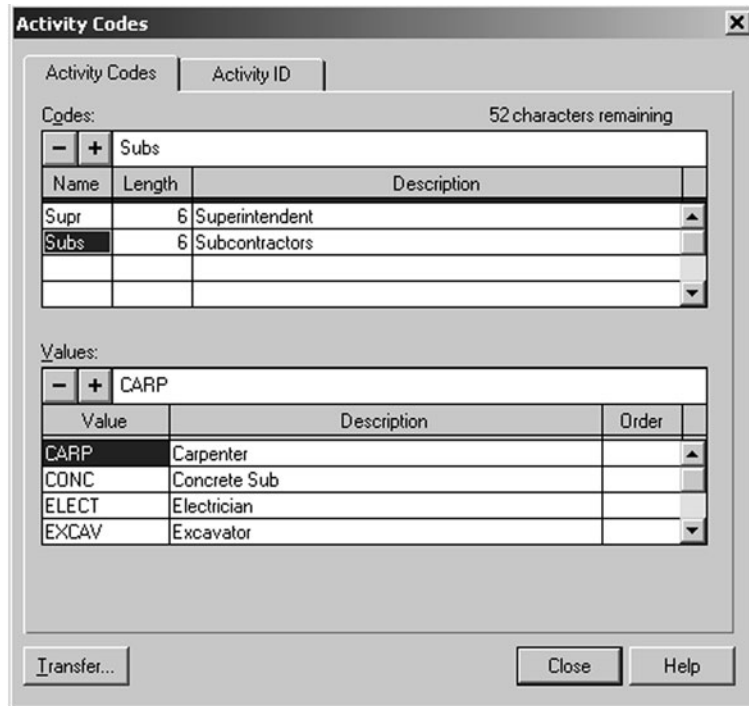 Activity Codes
Activity Codes Activity ID
Codes: 52 characters remaining
− + Subs
Name Length Description
Supr 6 Superintendent
Subs 6 Subcontractors
Values:
− + CARP
Value Description Order
CARP Carpenter
CONC Concrete Sub
ELECT Electrician
EXCAV Excavator
Transfer... Close Help